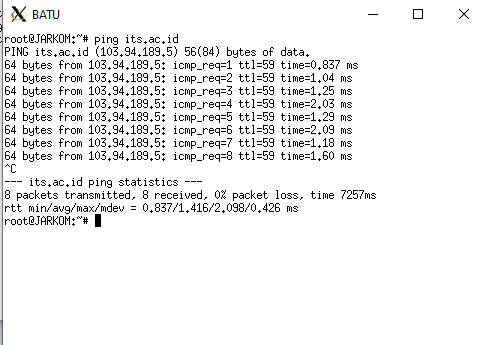 BATU
root@JARKOM:~# ping its.ac.id
PING its.ac.id (103.94.189.5) 56(84) bytes of data.
64 bytes from 103.94.189.5: icmp_req=1 ttl=59 time=0.837 ms
64 bytes from 103.94.189.5: icmp_req=2 ttl=59 time=1.04 ms
64 bytes from 103.94.189.5: icmp_req=3 ttl=59 time=1.25 ms
64 bytes from 103.94.189.5: icmp_req=4 ttl=59 time=2.03 ms
64 bytes from 103.94.189.5: icmp_req=5 ttl=59 time=1.29 ms
64 bytes from 103.94.189.5: icmp_req=6 ttl=59 time=2.09 ms
64 bytes from 103.94.189.5: icmp_req=7 ttl=59 time=1.18 ms
64 bytes from 103.94.189.5: icmp_req=8 ttl=59 time=1.60 ms
^C
--- its.ac.id ping statistics ---
8 packets transmitted, 8 received, 0% packet loss, time 7257ms
rtt min/avg/max/mdev = 0.837/1.416/2.098/0.426 ms
root@JARKOM:~#